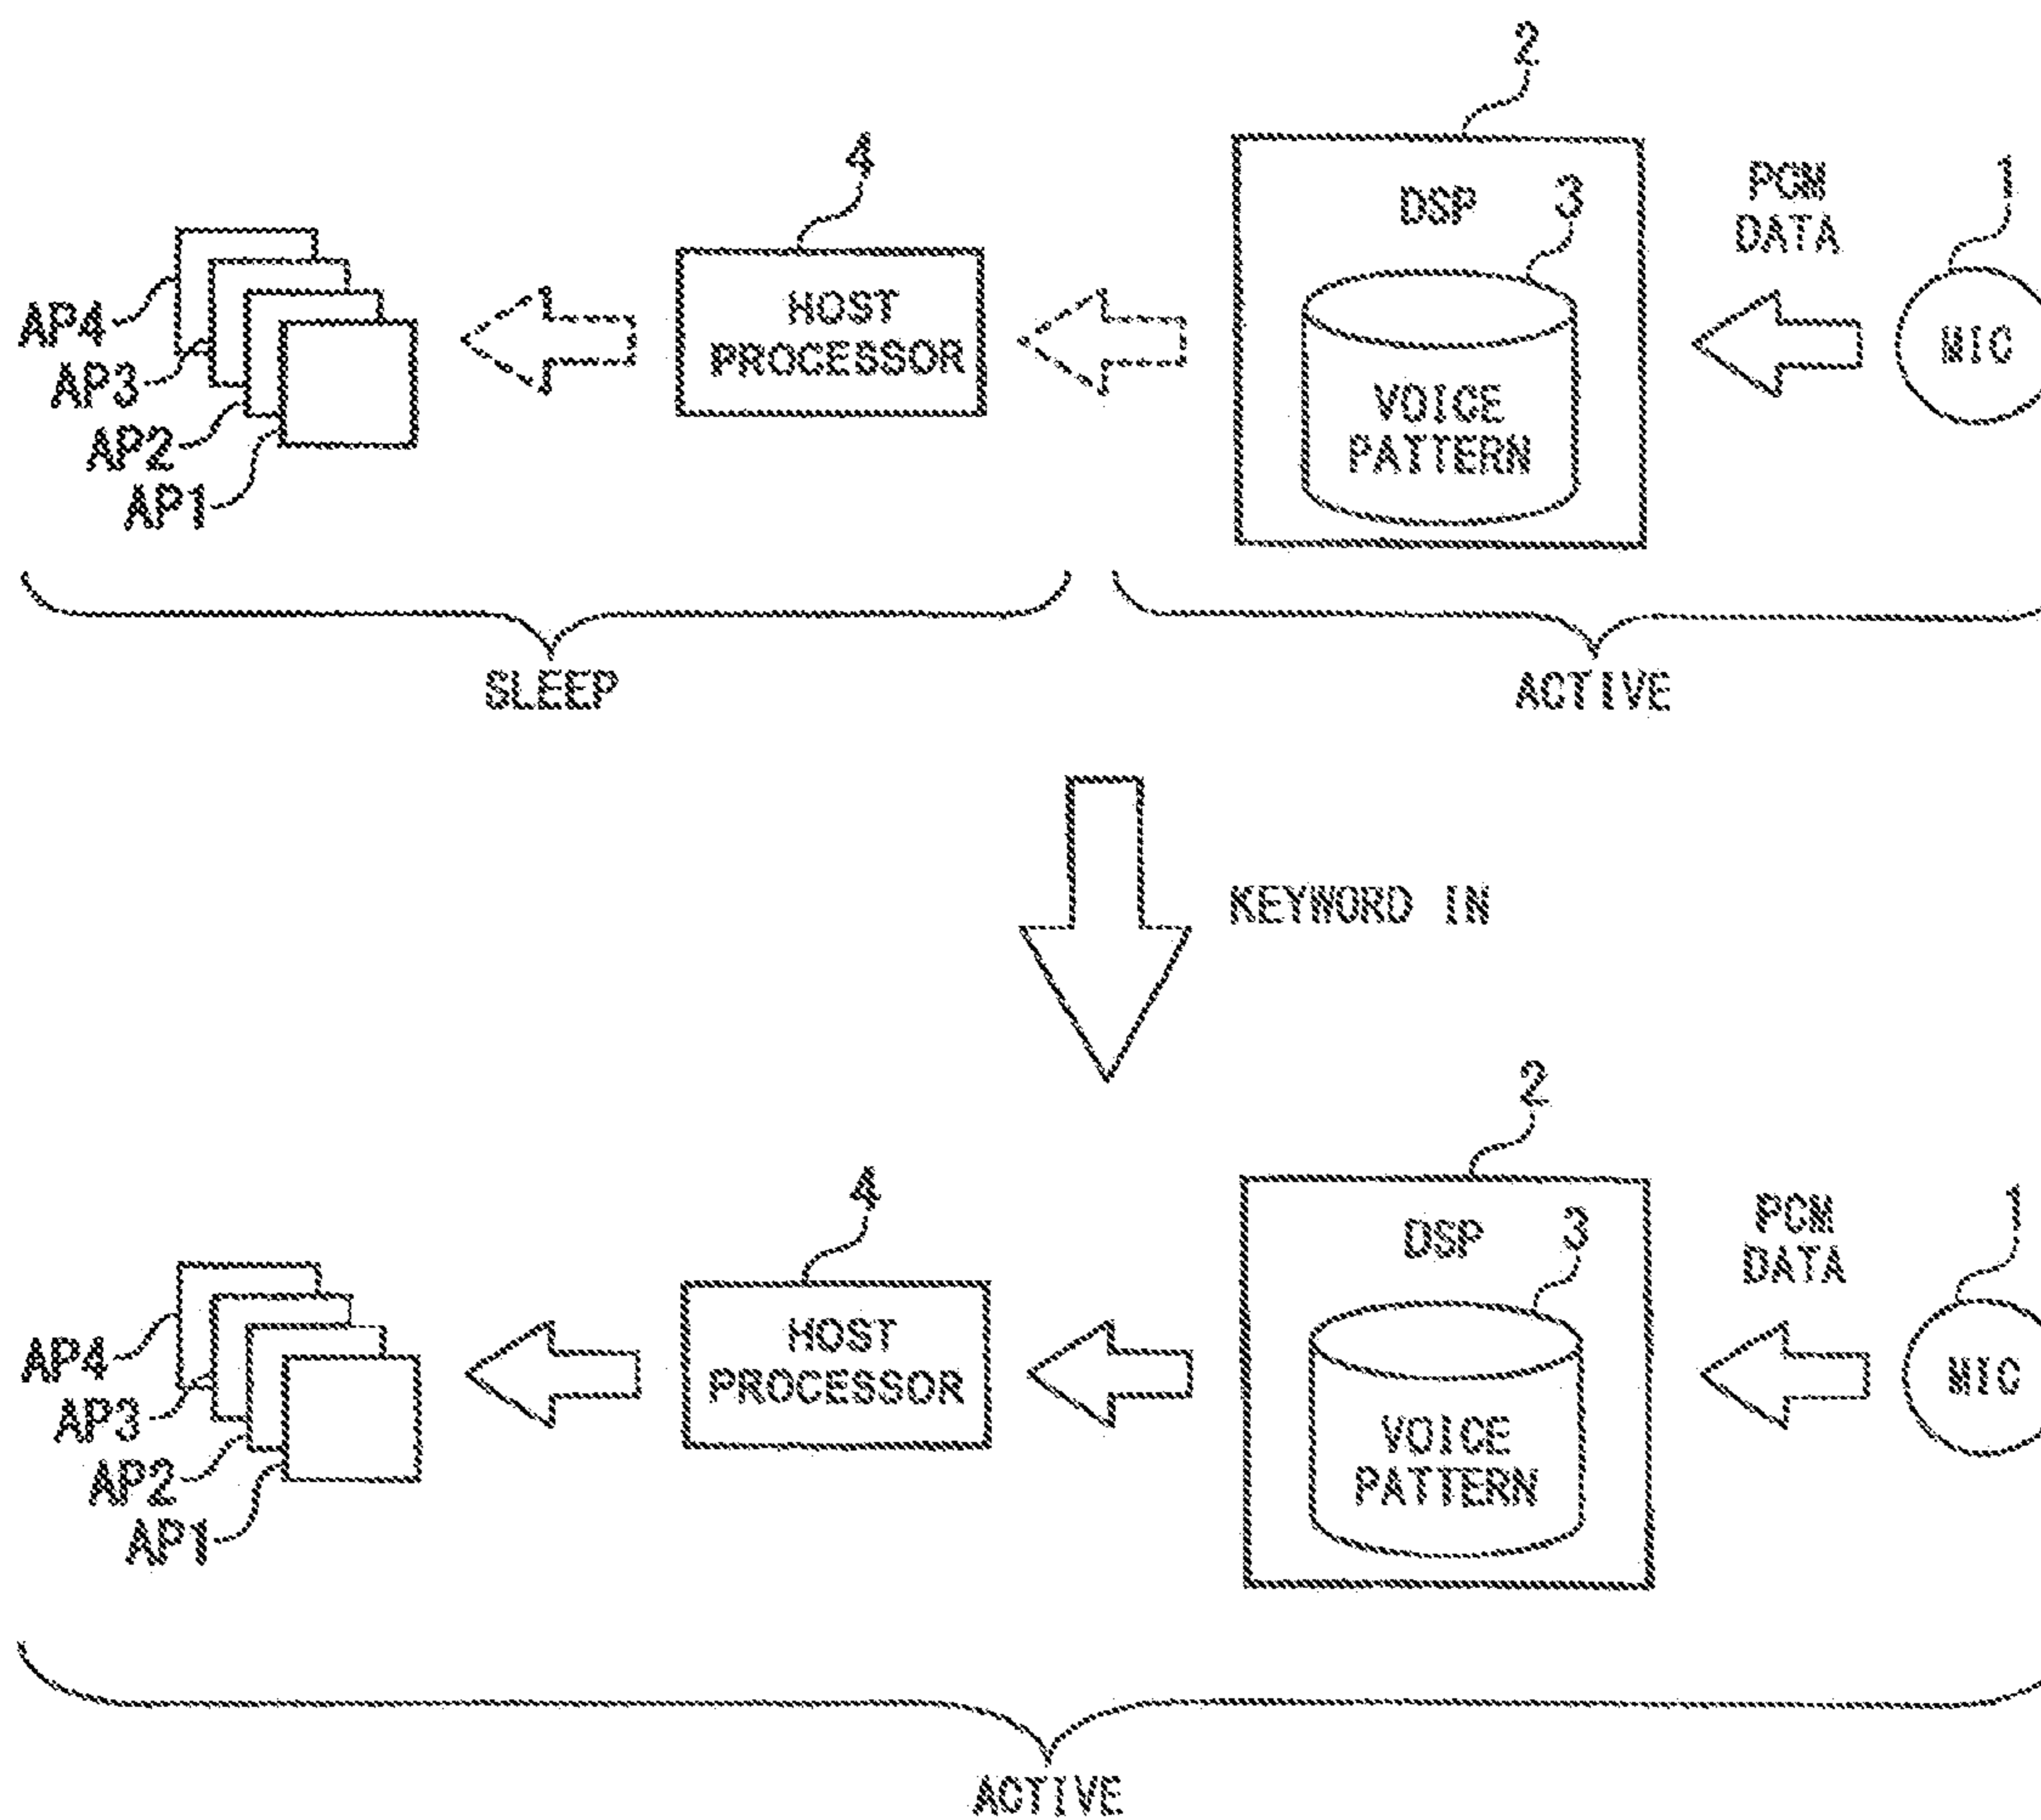 2
4
DSP
3
PCM
DATA
1
HOST
PROCESSOR
MIC
VOICE
PATTERN
AP4
AP3
AP2
AP1
SLEEP
ACTIVE
KEYWORD IN
2
4
DSP
3
PCM
DATA
1
HOST
PROCESSOR
MIC
VOICE
PATTERN
AP4
AP3
AP2
AP1
ACTIVE